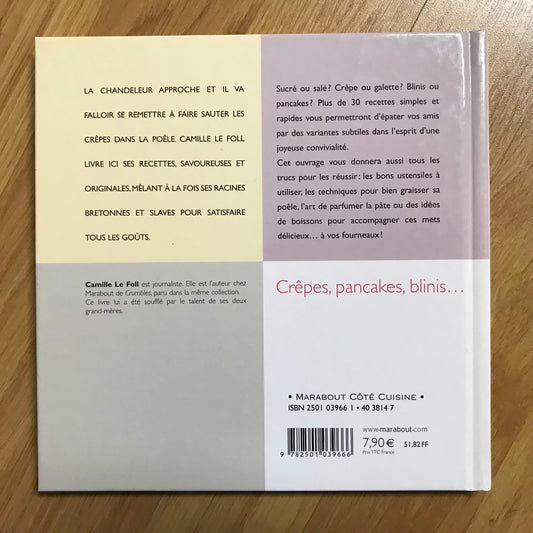 LA CHANDELEUR APPROCHE ET IL VA
FALLOIR SE REMETTRE À FAIRE SAUTER LES
CRÊPES DANS LA POÊLE. CAMILLE LE FOLL
LIVRE ICI SES RECETTES, SAVOUREUSES ET
ORIGINALES, MÊLANT À LA FOIS SES RACINES
BRETONNES ET SLAVES POUR SATISFAIRE
TOUS LES GOÛTS.
Sucré ou salé ? Crêpe ou galette ? Blinis ou
pancakes ? Plus de 30 recettes simples et
rapides vous permettront d'épater vos amis
par des variantes subtiles dans l'esprit d'une
joyeuse convivialité.
Cet ouvrage vous donnera aussi tous les
trucs pour les réussir : les bons ustensiles à
utiliser, les techniques pour bien graisser sa
poêle, l'art de parfumer la pâte ou des idées
de boissons pour accompagner ces mets
délicieux... à vos fourneaux !
Camille Le Foll est journaliste. Elle est l'auteur chez
Marabout de Crumbles, paru dans la même collection.
Ce livre lui a été soufflé par le talent de ses deux
grand-mères.
Crêpes, pancakes, blinis...
• MARABOUT CÔTÉ CUISINE •
ISBN 2501 03966 1 • 40 3814 7
www.marabout.com
7,90 € 51,82 FF
Prix TTC France
9 782501 039666